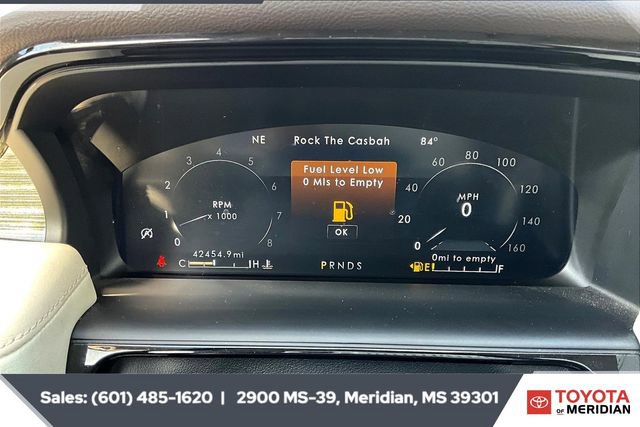 NE Rock The Casbah 84°
Fuel Level Low
0 Mls to Empty
OK
0 1 2 3 4 5 6 7 8
RPM
x 1000
0 20 40 60 80 100 120 140 160
MPH
0
42454.9mi
C H
PRNDS
0mi to empty
E F
Sales: (601) 485-1620 | 2900 MS-39, Meridian, MS 39301
TOYOTA
OF MERIDIAN